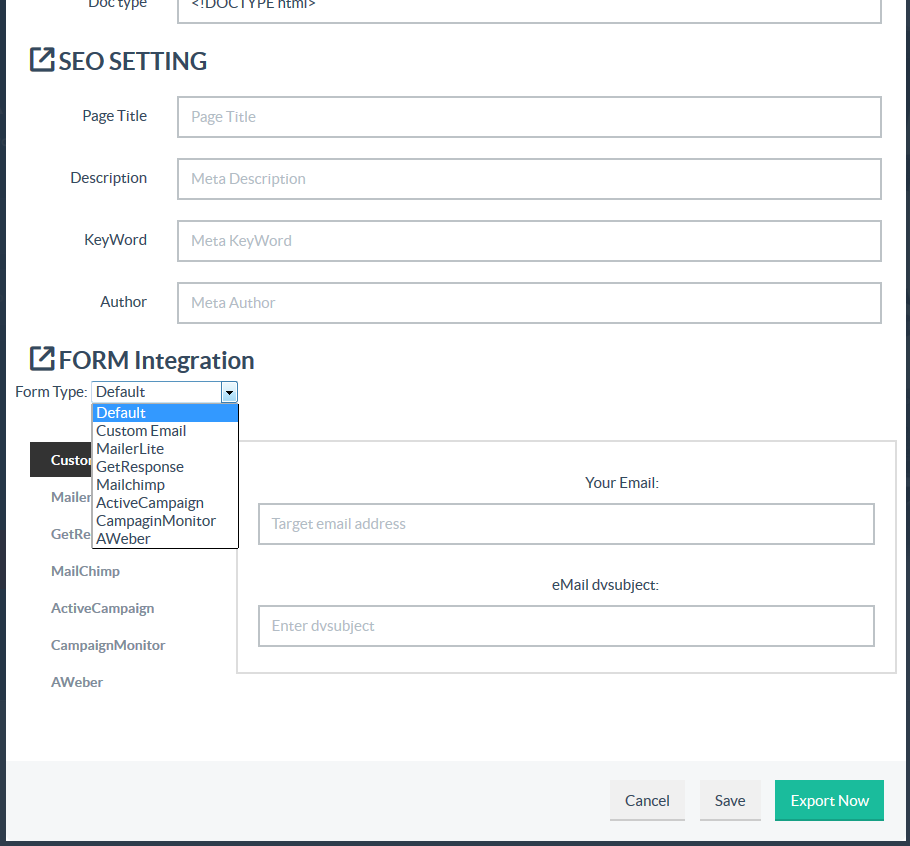 Doc type
<!DOCTYPE html>
SEO SETTING
Page Title
Page Title
Description
Meta Description
KeyWord
Meta KeyWord
Author
Meta Author
FORM Integration
Form Type: Default
Default
Custom Email
MailerLite
GetResponse
Mailchimp
ActiveCampaign
CampaginMonitor
AWeber
Custo
Mailer
GetRe
MailChimp
ActiveCampaign
CampaignMonitor
AWeber
Your Email:
Target email address
eMail dvsubject:
Enter dvsubject
Cancel
Save
Export Now